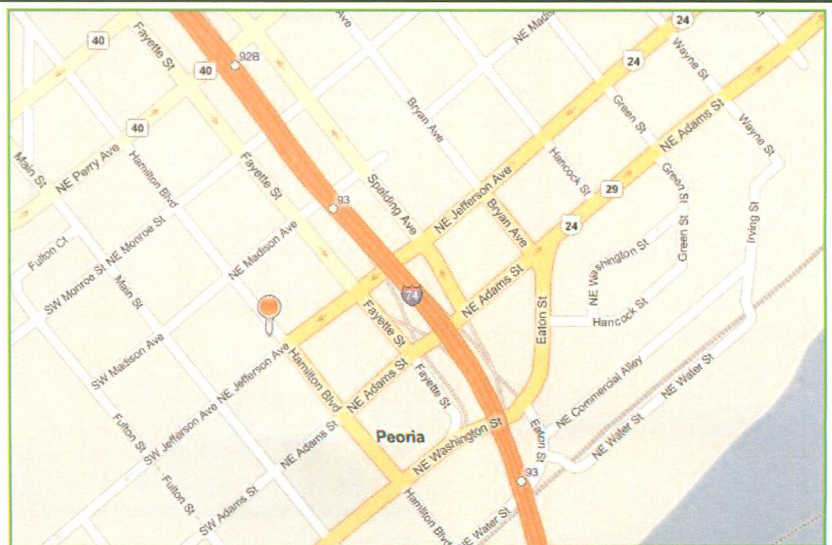 40
92B
Fayette St
Ave
NE Madis
24
Wayne St
40
24
40
Bryan Ave
Green St
NE Adams St
Wayne St
Main St
NE Perry Ave
Hamilton Blvd
Fayette St
Spalding Ave
Hancock St
Green St
29
93
NE Jefferson Ave
Bryan Ave
24
Fulton Ct
NE Monroe St
NE Madison Ave
SW Monroe St
Main St
NE Washington St
Green St
Irving St
74
NE Adams St
Eaton St
Hancock St
SW Madison Ave
NE Jefferson Ave
Hamilton Blvd
Fayette St
NE Adams St
Fayette St
NE Commercial Alley
NE Water St
SW Jefferson Ave
Fulton St
NE Adams St
Peoria
NE Washington St
Eaton St
NE Water St
Fulton St
SW Adams St
93
Hamilton Blvd
NE Water St